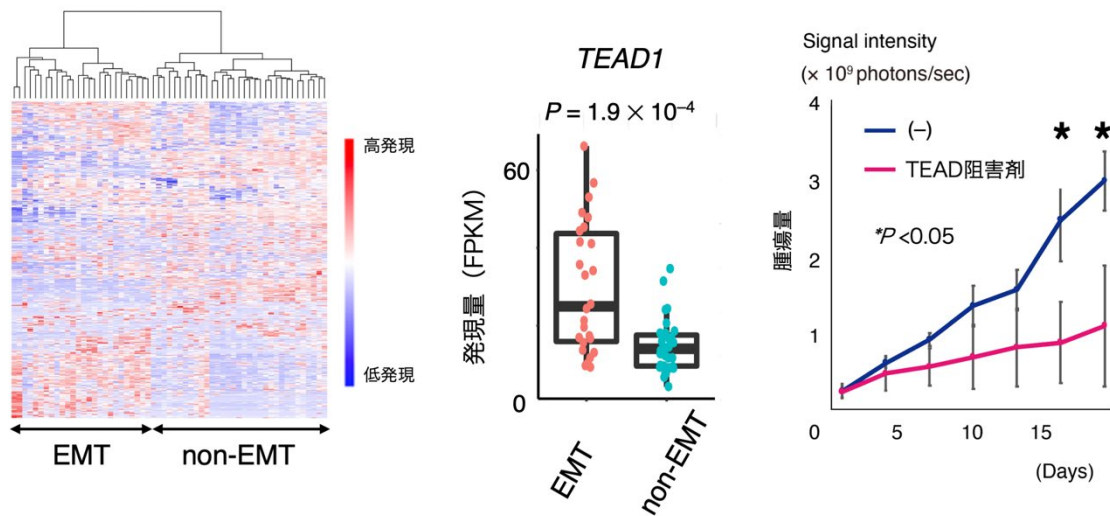 高発現
低発現
EMT
non-EMT
TEAD1
P = 1.9 × 10⁻⁴
発現量 (FPKM)
60
0
EMT
non-EMT
Signal intensity
(× 10⁹ photons/sec)
腫瘍量
4
3
2
1
0
5
10
15
(Days)
(−)
TEAD阻害剤
*P <0.05
*
*